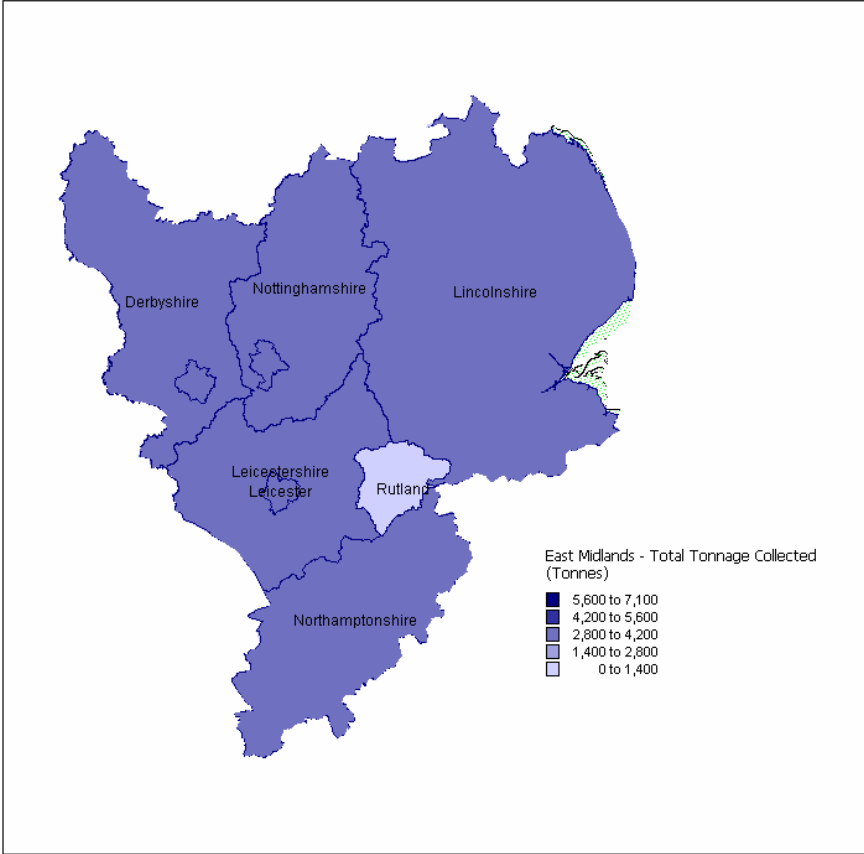 Nottinghamshire
Lincolnshire
Derbyshire
Leicestershire
Leicester
Rutland
Northamptonshire
East Midlands - Total Tonnage Collected
(Tonnes)
5,600 to 7,100
4,200 to 5,600
2,800 to 4,200
1,400 to 2,800
0 to 1,400